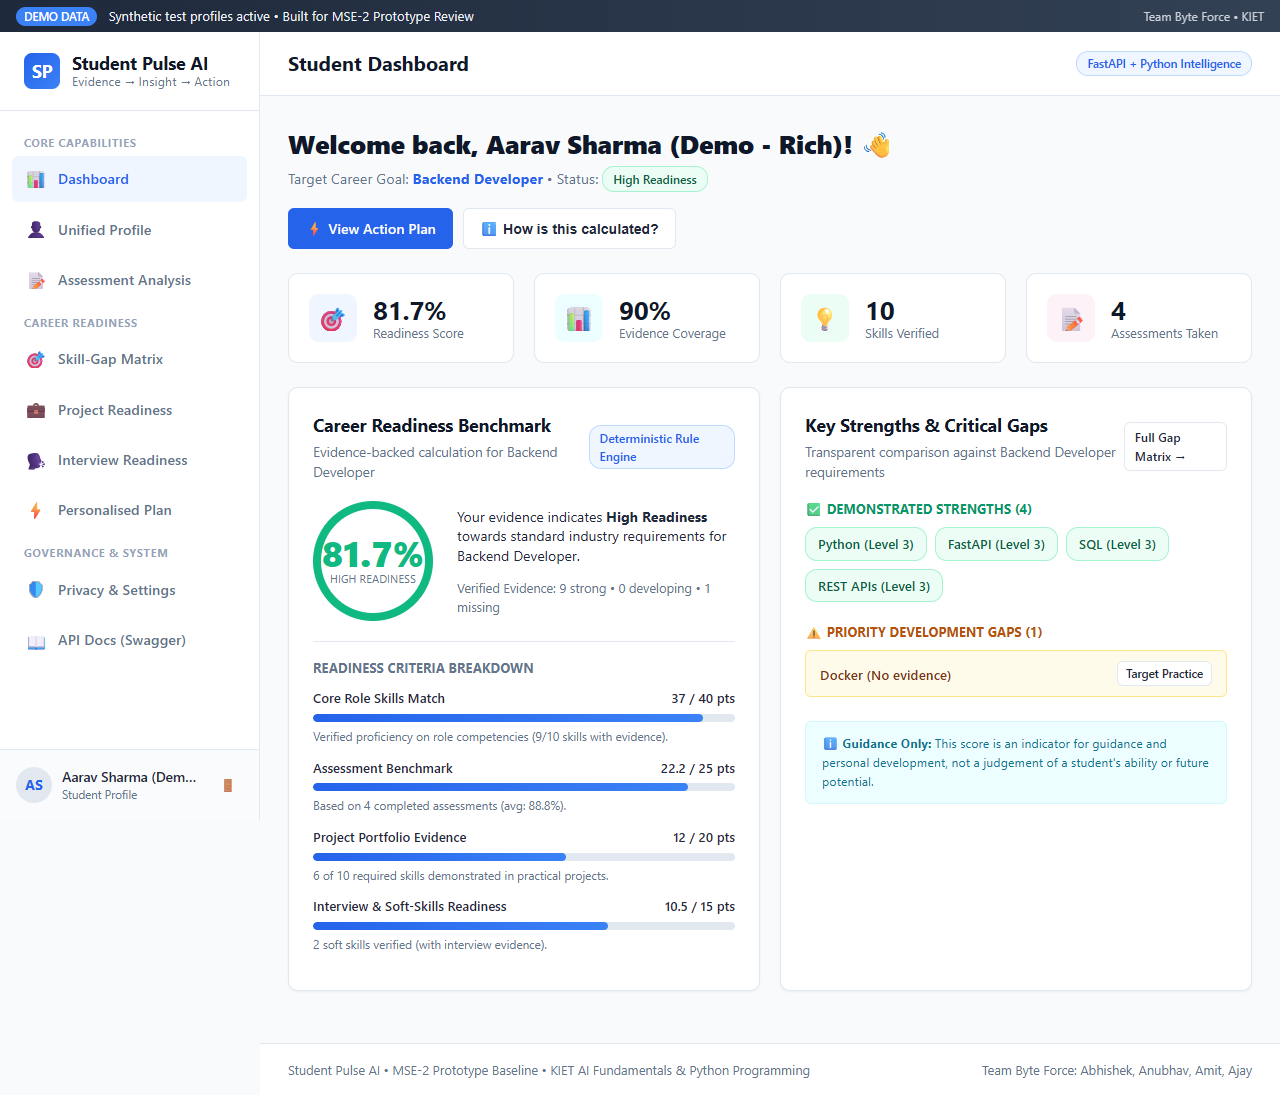 DEMO DATA Synthetic test profiles active • Built for MSE-2 Prototype Review
Team Byte Force • KIET
SP
Student Pulse AI
Evidence → Insight → Action
CORE CAPABILITIES
Dashboard
Unified Profile
Assessment Analysis
CAREER READINESS
Skill-Gap Matrix
Project Readiness
Interview Readiness
Personalised Plan
GOVERNANCE & SYSTEM
Privacy & Settings
API Docs (Swagger)
AS
Aarav Sharma (Dem...
Student Profile
Student Dashboard
FastAPI + Python Intelligence
Welcome back, Aarav Sharma (Demo - Rich)! 👋
Target Career Goal: Backend Developer • Status: High Readiness
View Action Plan
How is this calculated?
81.7%
Readiness Score
90%
Evidence Coverage
10
Skills Verified
4
Assessments Taken
Career Readiness Benchmark
Evidence-backed calculation for Backend
Developer
Deterministic Rule
Engine
81.7%
HIGH READINESS
Your evidence indicates High Readiness
towards standard industry requirements for
Backend Developer.
Verified Evidence: 9 strong • 0 developing • 1
missing
READINESS CRITERIA BREAKDOWN
Core Role Skills Match 37 / 40 pts
Verified proficiency on role competencies (9/10 skills with evidence).
Assessment Benchmark 22.2 / 25 pts
Based on 4 completed assessments (avg: 88.8%).
Project Portfolio Evidence 12 / 20 pts
6 of 10 required skills demonstrated in practical projects.
Interview & Soft-Skills Readiness 10.5 / 15 pts
2 soft skills verified (with interview evidence).
Key Strengths & Critical Gaps
Transparent comparison against Backend Developer
requirements
Full Gap
Matrix →
DEMONSTRATED STRENGTHS (4)
Python (Level 3) FastAPI (Level 3) SQL (Level 3)
REST APIs (Level 3)
PRIORITY DEVELOPMENT GAPS (1)
Docker (No evidence) Target Practice
Guidance Only: This score is an indicator for guidance and
personal development, not a judgement of a student's ability or future
potential.
Student Pulse AI • MSE-2 Prototype Baseline • KIET AI Fundamentals & Python Programming
Team Byte Force: Abhishek, Anubhav, Amit, Ajay